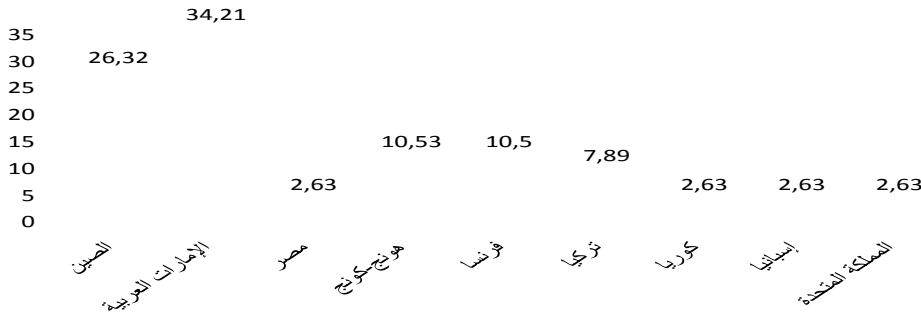 34,21
35
30
25
20
15
10
5
0
26,32
2,63
10,53
10,5
7,89
2,63
2,63
2,63
الصين
الإمارات العربية
مصر
هونج-كونج
فرنسا
تركيا
كوريا
إسبانيا
المملكة المتحدة